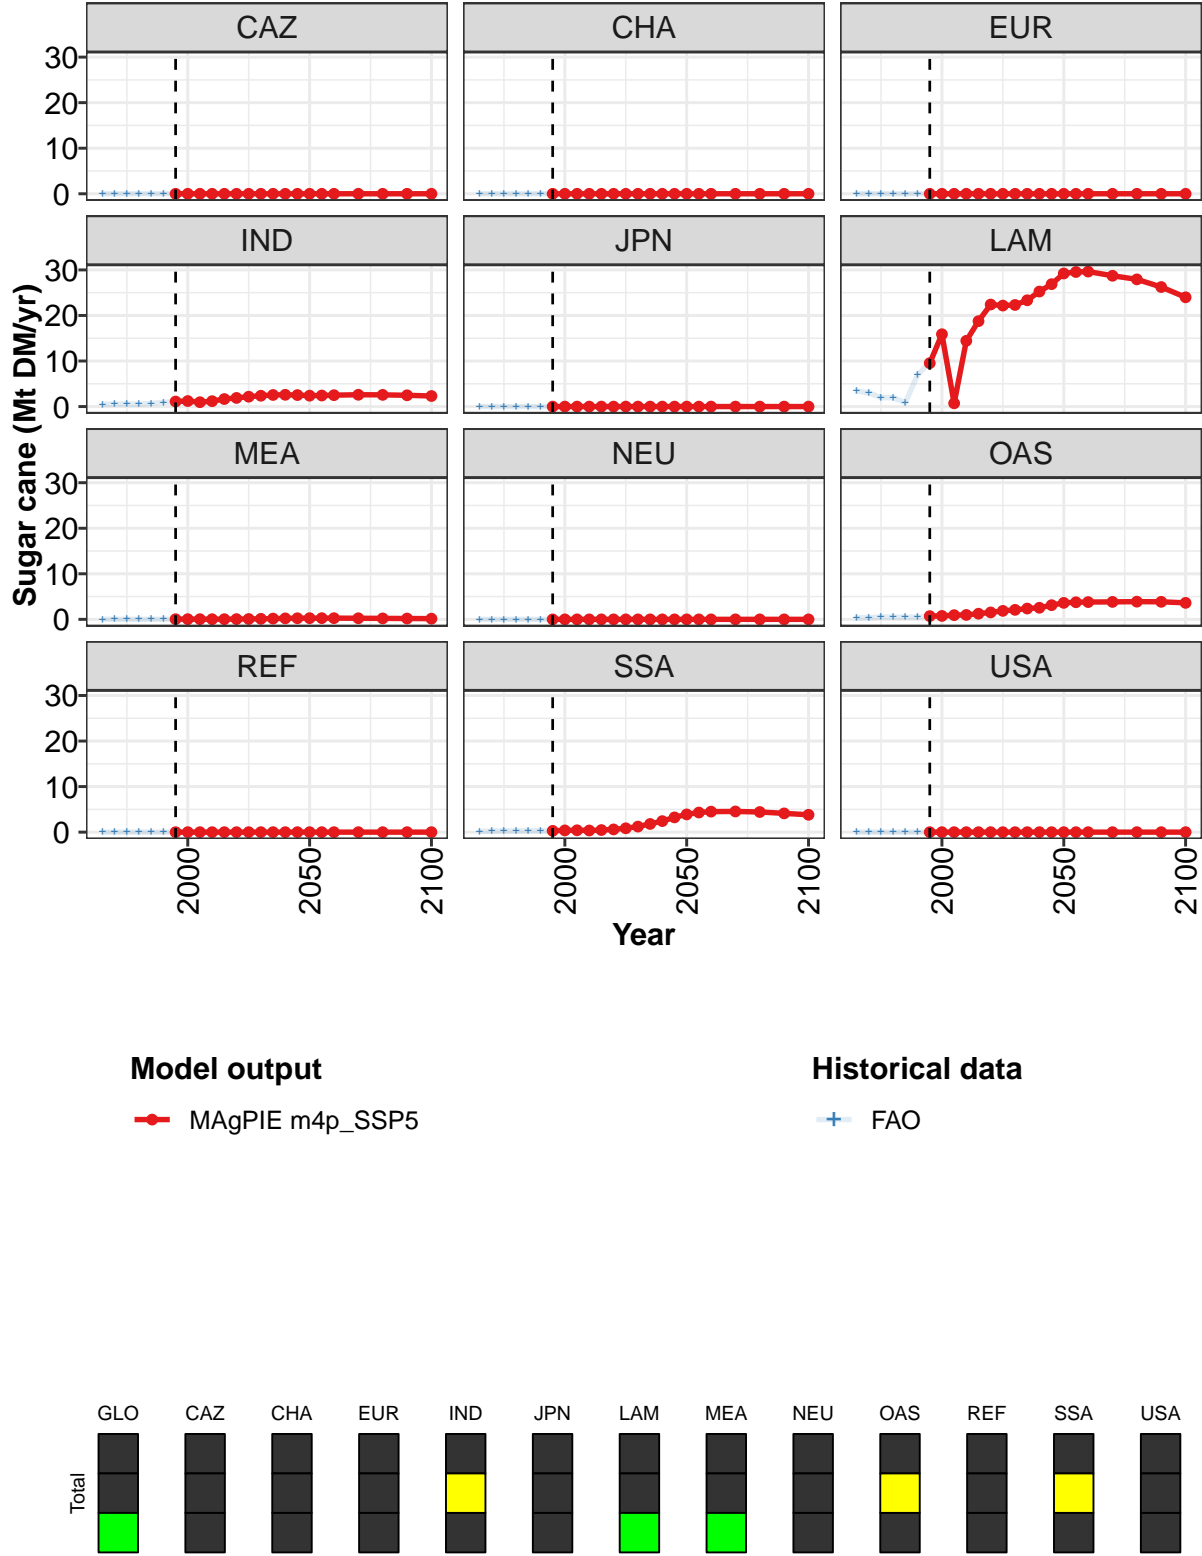 CAZ CHA EUR
30
20
10
0
IND JPN LAM
30
20
10
0
MEA NEU OAS
30
20
10
0
REF SSA USA
30
20
10
0
Sugar cane (Mt DM/yr)
2000 2050 2100 2000 2050 2100 2000 2050 2100
Year
Model output Historical data
MAgPIE m4p_SSP5 FAO
GLO CAZ CHA EUR IND JPN LAM MEA NEU OAS REF SSA USA
Total